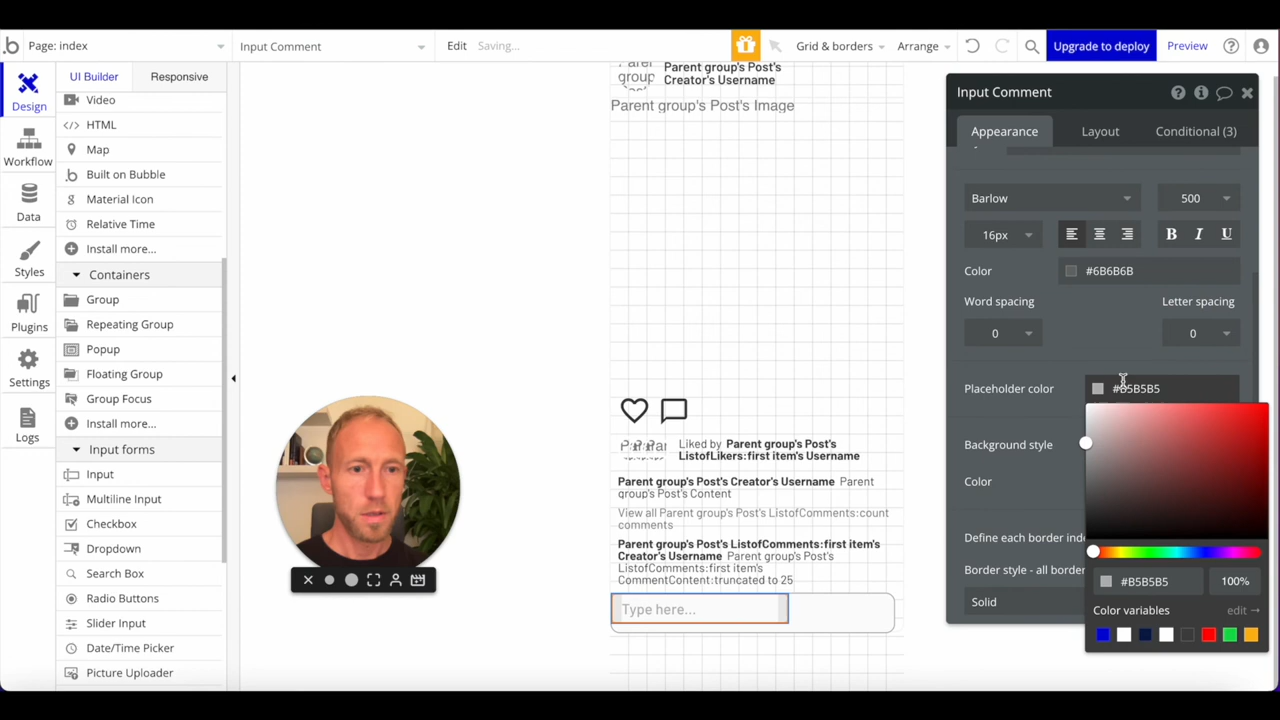 b Page: index Input Comment Edit Saving... Grid & borders Arrange Upgrade to deploy Preview
UI Builder Responsive
Design
Workflow
Data
Styles
Plugins
Settings
Logs
Video
HTML
Map
Built on Bubble
Material Icon
Relative Time
Install more...
Containers
Group
Repeating Group
Popup
Floating Group
Group Focus
Install more...
Input forms
Input
Multiline Input
Checkbox
Dropdown
Search Box
Radio Buttons
Slider Input
Date/Time Picker
Picture Uploader
group
Parent group's Post's
Creator's Username
Parent group's Post's Image
Liked by Parent group's Post's
ListofLikers:first item's Username
Parent group's Post's Creator's Username Parent
group's Post's Content
View all Parent group's Post's ListofComments:count
comments
Parent group's Post's ListofComments:first item's
Creator's Username Parent group's Post's
ListofComments:first item's
CommentContent:truncated to 25
Type here...
Input Comment
Appearance Layout Conditional (3)
Barlow 500
16px B I U
Color #6B6B6B
Word spacing Letter spacing
0 0
Placeholder color #B5B5B5
Background style
Color
Define each border inde
Border style - all border
Solid
#B5B5B5 100%
Color variables edit →